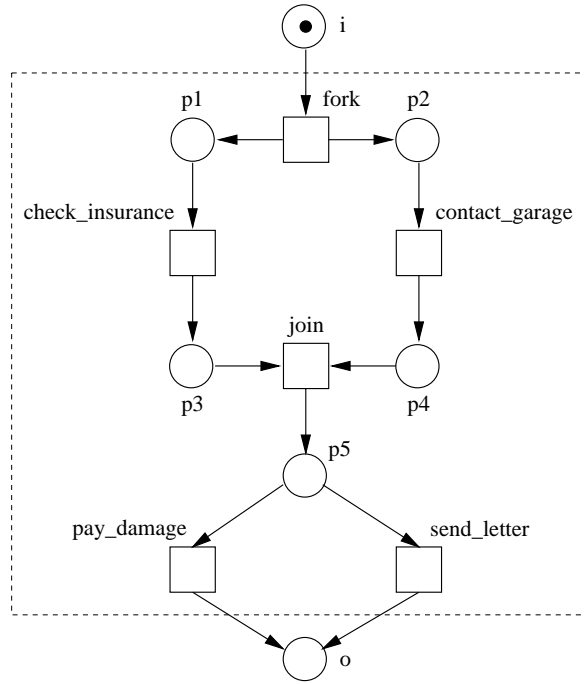 i
fork
p1
p2
check_insurance
contact_garage
join
p3
p4
p5
pay_damage
send_letter
o